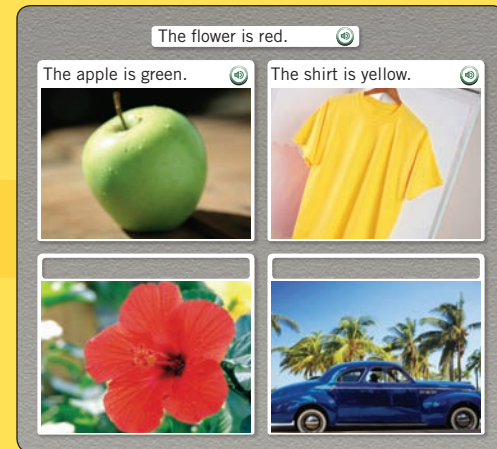 The flower is red.
The apple is green.
The shirt is yellow.